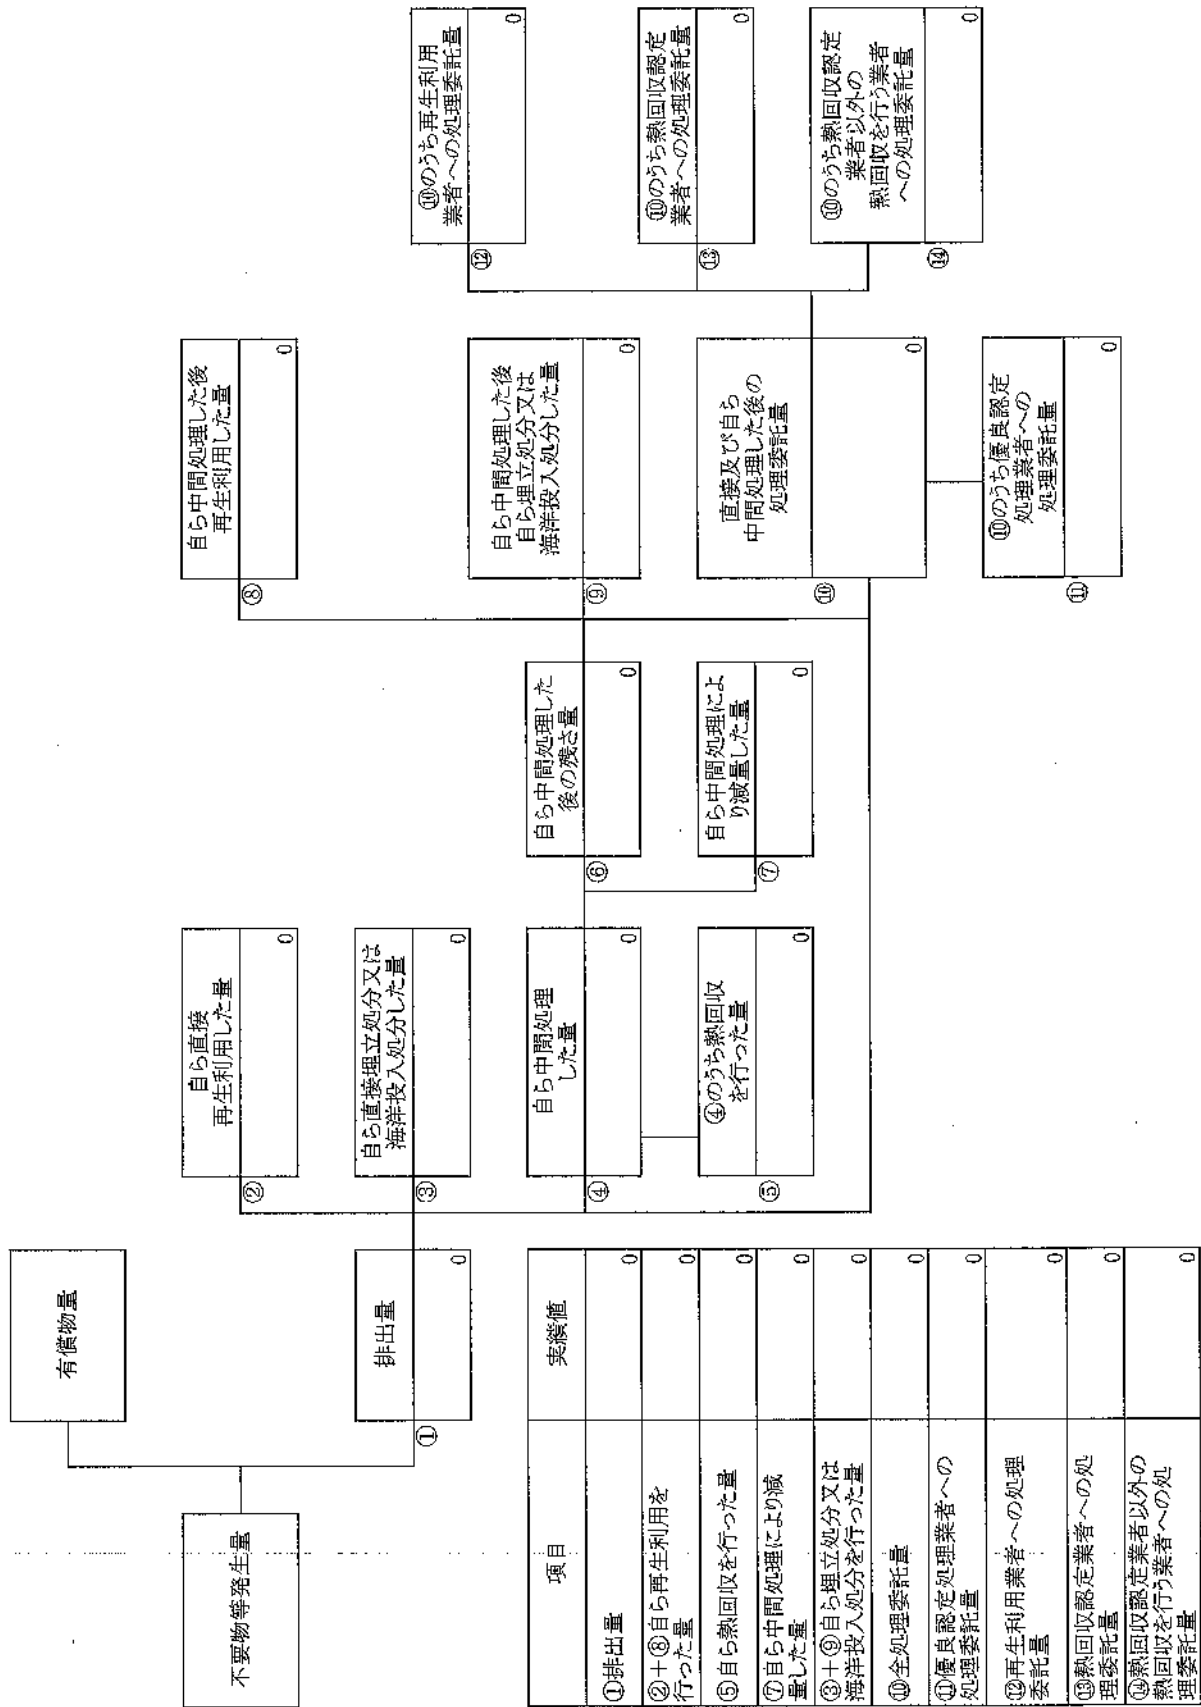 不要物等発生量
有償物量
①
排出量
0
②
自ら直接
再生利用した量
0
③
自ら直接埋立処分又は
海洋投入処分した量
0
④
自ら中間処理
した量
0
⑤
④のうち熱回収
を行った量
0
⑥
自ら中間処理した
後の残さ量
0
⑦
自ら中間処理によ
り減量した量
0
⑧
自ら中間処理した後
再生利用した量
0
⑨
自ら中間処理した後
自ら埋立処分又は
海洋投入処分した量
0
⑩
直接及び自ら
中間処理した後の
処理委託量
0
⑪
⑩のうち優良認定
処理業者への
処理委託量
0
⑫
⑩のうち再生利用
業者への処理委託量
0
⑬
⑩のうち熱回収認定
業者への処理委託量
0
⑭
⑩のうち熱回収認定
業者以外の
熱回収を行う業者
への処理委託量
0
項目 実績値
①排出量 0
②+⑧自ら再生利用を
行った量 0
⑤自ら熱回収を行った量 0
⑦自ら中間処理により減
量した量 0
③+⑨自ら埋立処分又は
海洋投入処分を行った量 0
⑩全処理委託量 0
⑪優良認定処理業者への
処理委託量 0
⑫再生利用業者への処理
委託量 0
⑬熱回収認定業者への処
理委託量 0
⑭熱回収認定業者以外の
熱回収を行う業者への処
理委託量 0